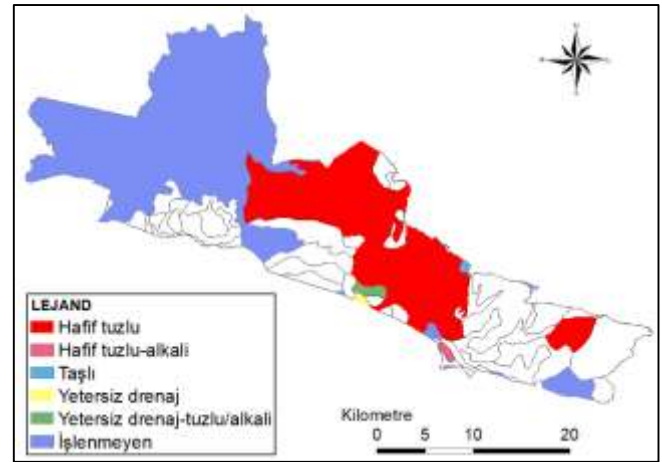 LEJAND
Hafif tuzlu
Hafif tuzlu-alkali
Taşlı
Yetersiz drenaj
Yetersiz drenaj-tuzlu/alkali
İşlenmeyen
Kilometre
0 5 10 20